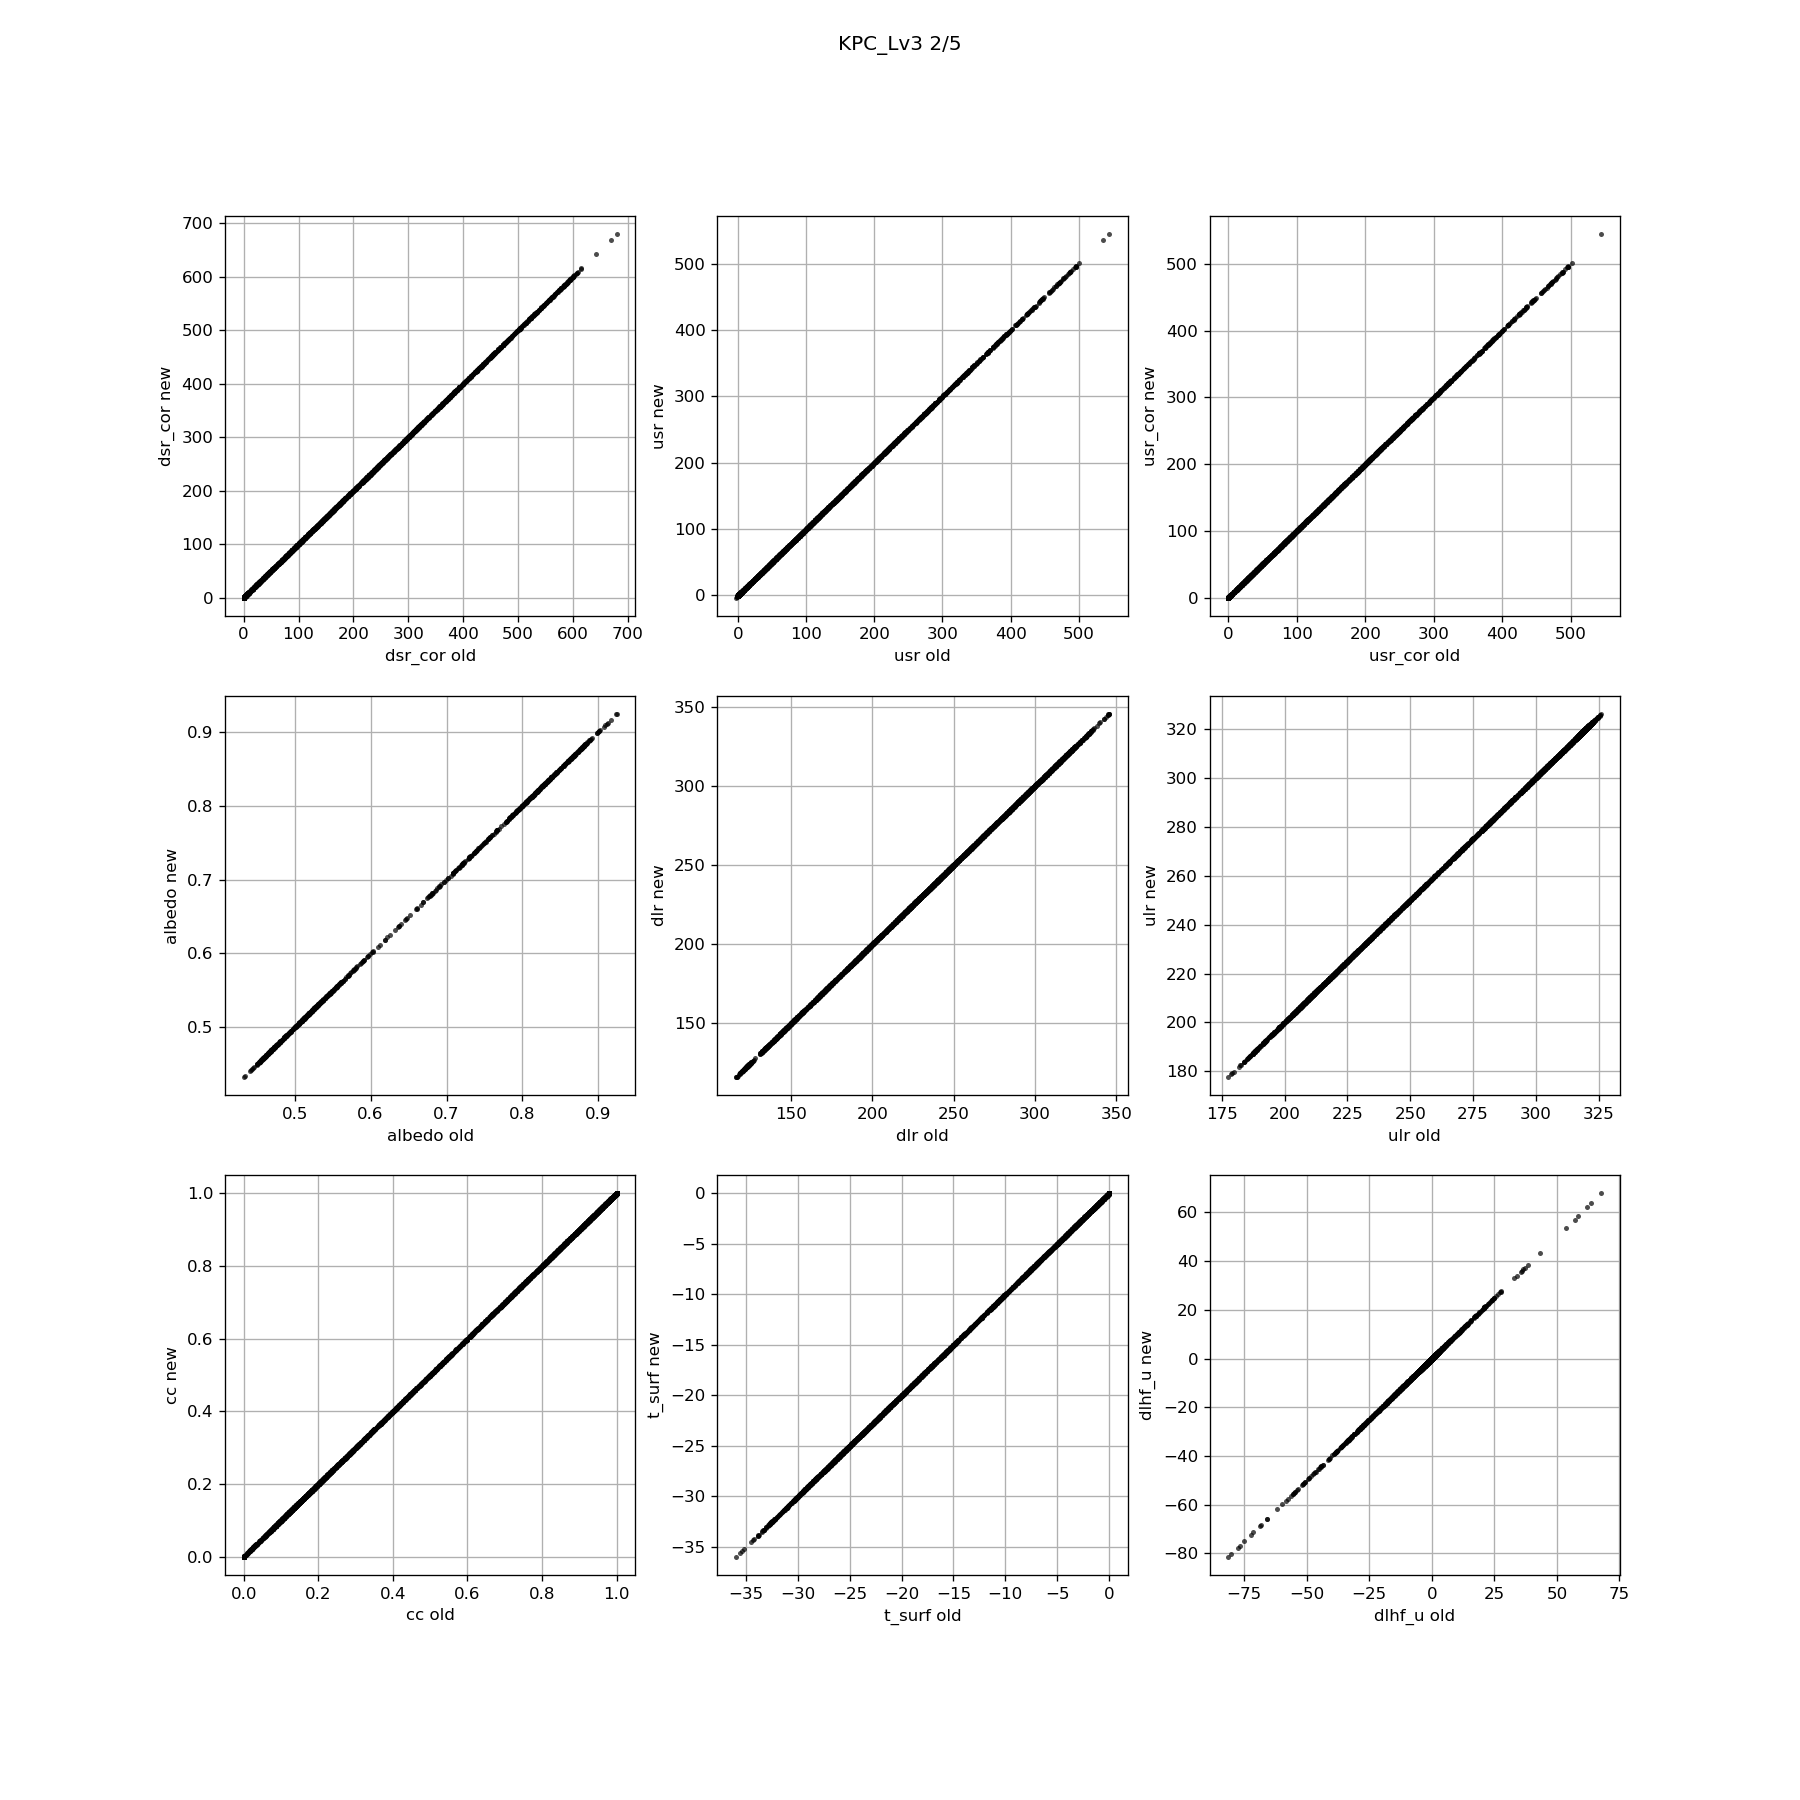 KPC_Lv3 2/5
700
600
500
400
300
200
100
0
dsr_cor new
0 100 200 300 400 500 600 700
dsr_cor old
500
400
300
200
100
0
usr new
0 100 200 300 400 500
usr old
500
400
300
200
100
0
usr_cor new
0 100 200 300 400 500
usr_cor old
0.9
0.8
0.7
0.6
0.5
albedo new
0.5 0.6 0.7 0.8 0.9
albedo old
350
300
250
200
150
dlr new
150 200 250 300 350
dlr old
320
300
280
260
240
220
200
180
ulr new
175 200 225 250 275 300 325
ulr old
1.0
0.8
0.6
0.4
0.2
0.0
cc new
0.0 0.2 0.4 0.6 0.8 1.0
cc old
0
−5
−10
−15
−20
−25
−30
−35
t_surf new
−35 −30 −25 −20 −15 −10 −5 0
t_surf old
60
40
20
0
−20
−40
−60
−80
dlhf_u new
−75 −50 −25 0 25 50 75
dlhf_u old